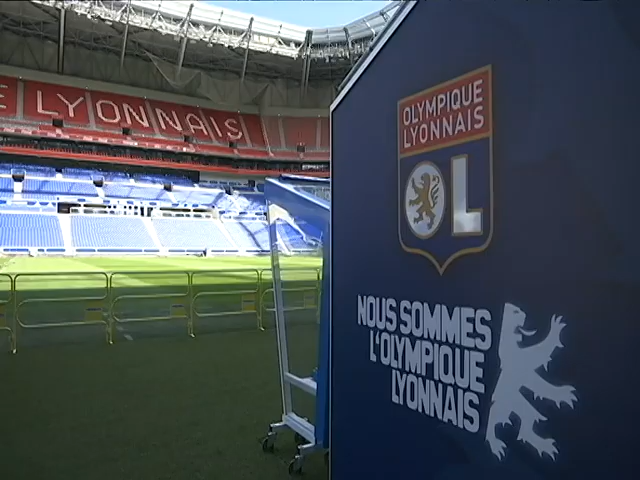 E LYONNAIS
OLYMPIQUE
LYONNAIS
OL
NOUS SOMMES
L'OLYMPIQUE
LYONNAIS